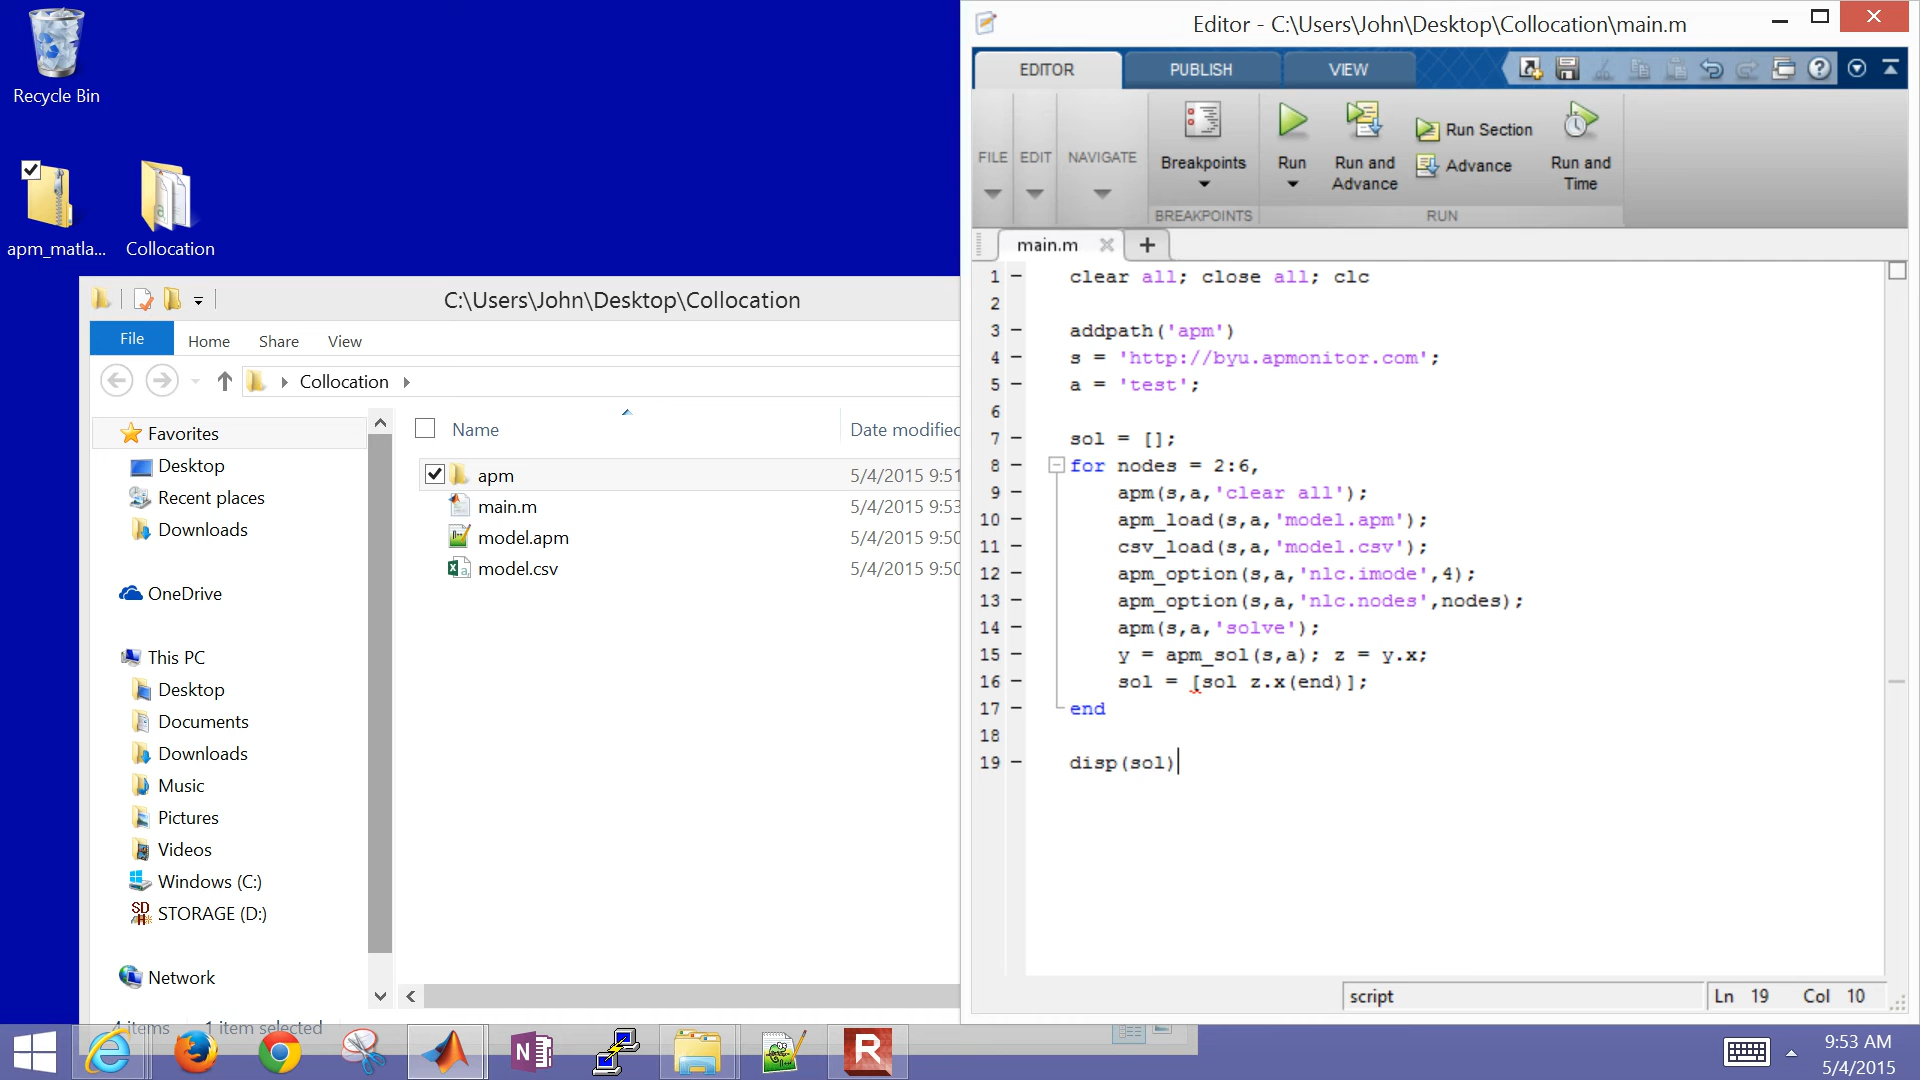 Recycle Bin
apm_matla...
Collocation
C:\Users\John\Desktop\Collocation
File Home Share View
Collocation
Favorites
Desktop
Recent places
Downloads
OneDrive
This PC
Desktop
Documents
Downloads
Music
Pictures
Videos
Windows (C:)
STORAGE (D:)
Network
Name Date modified
apm 5/4/2015 9:51
main.m 5/4/2015 9:53
model.apm 5/4/2015 9:50
model.csv 5/4/2015 9:50
4 items 1 item selected
Editor - C:\Users\John\Desktop\Collocation\main.m
EDITOR PUBLISH VIEW
FILE EDIT NAVIGATE
Breakpoints
BREAKPOINTS
Run
Run and Advance
Run Section
Advance
Run and Time
RUN
main.m
1 clear all; close all; clc
2
3 addpath('apm')
4 s = 'http://byu.apmonitor.com';
5 a = 'test';
6
7 sol = [];
8 for nodes = 2:6,
9 apm(s,a,'clear all');
10 apm_load(s,a,'model.apm');
11 csv_load(s,a,'model.csv');
12 apm_option(s,a,'nlc.imode',4);
13 apm_option(s,a,'nlc.nodes',nodes);
14 apm(s,a,'solve');
15 y = apm_sol(s,a); z = y.x;
16 sol = [sol z.x(end)];
17 end
18
19 disp(sol)
script Ln 19 Col 10
9:53 AM
5/4/2015